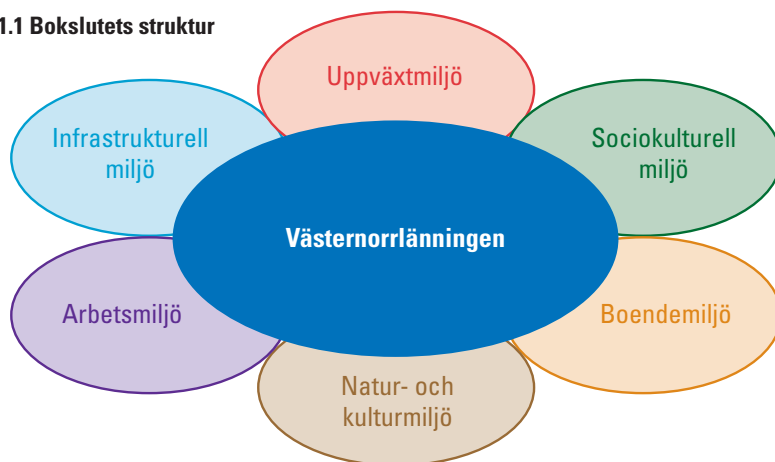 1.1 Bokslutets struktur
Uppväxtmiljö
Infrastrukturell
miljö
Sociokulturell
miljö
Västernorrlänningen
Arbetsmiljö
Boendemiljö
Natur- och
kulturmiljö